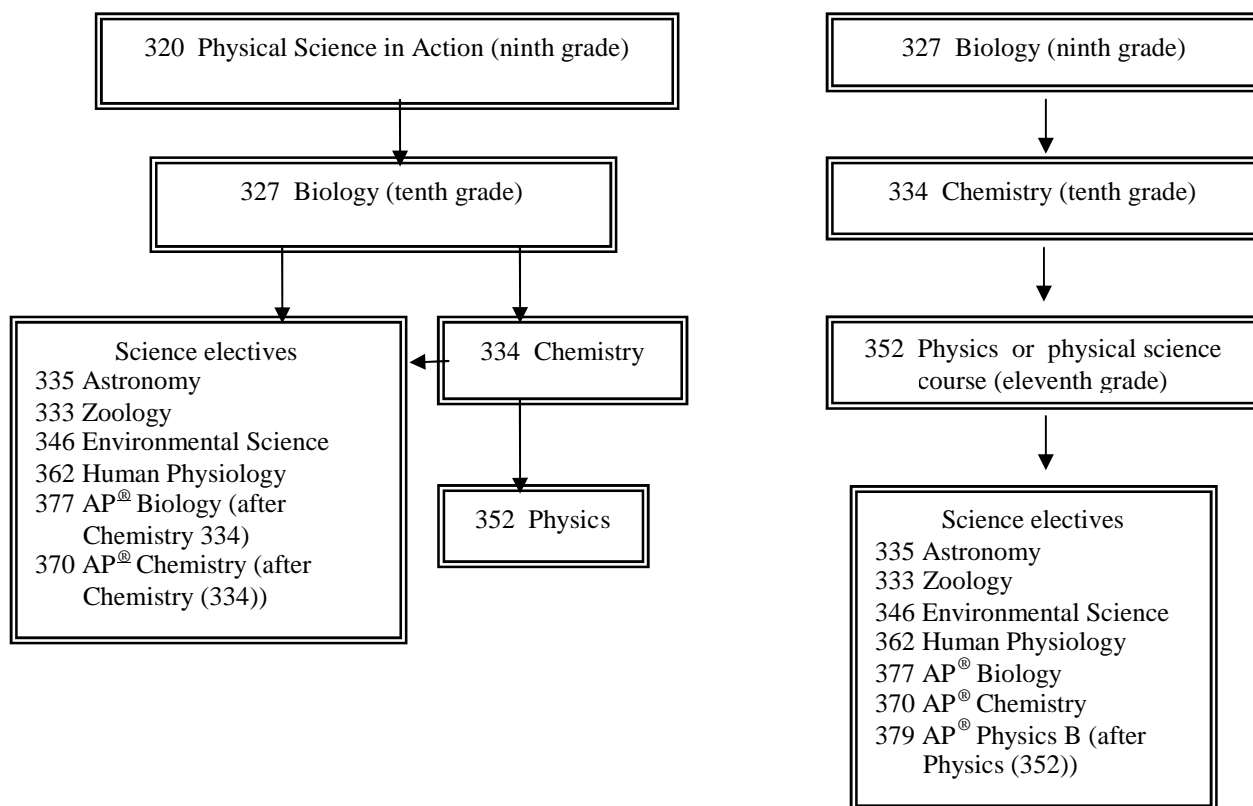 320 Physical Science in Action (ninth grade)
327 Biology (tenth grade)
Science electives
335 Astronomy
333 Zoology
346 Environmental Science
362 Human Physiology
377 AP® Biology (after
Chemistry 334)
370 AP® Chemistry (after
Chemistry (334))
334 Chemistry
352 Physics
327 Biology (ninth grade)
334 Chemistry (tenth grade)
352 Physics or physical science
course (eleventh grade)
Science electives
335 Astronomy
333 Zoology
346 Environmental Science
362 Human Physiology
377 AP® Biology
370 AP® Chemistry
379 AP® Physics B (after
Physics (352))